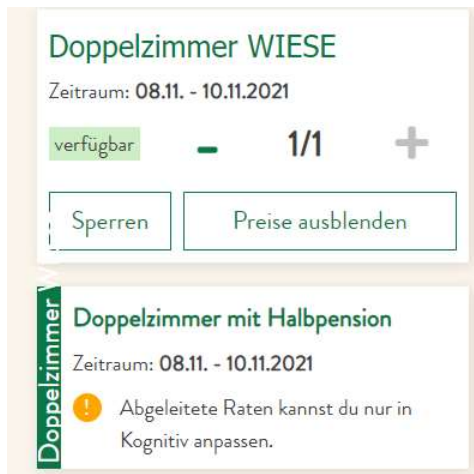 Doppelzimmer WIESE
Zeitraum: 08.11. - 10.11.2021
verfügbar - 1/1 +
Sperren Preise ausblenden
Doppelzimmer W
Doppelzimmer mit Halbpension
Zeitraum: 08.11. - 10.11.2021
! Abgeleitete Raten kannst du nur in
Kognitiv anpassen.